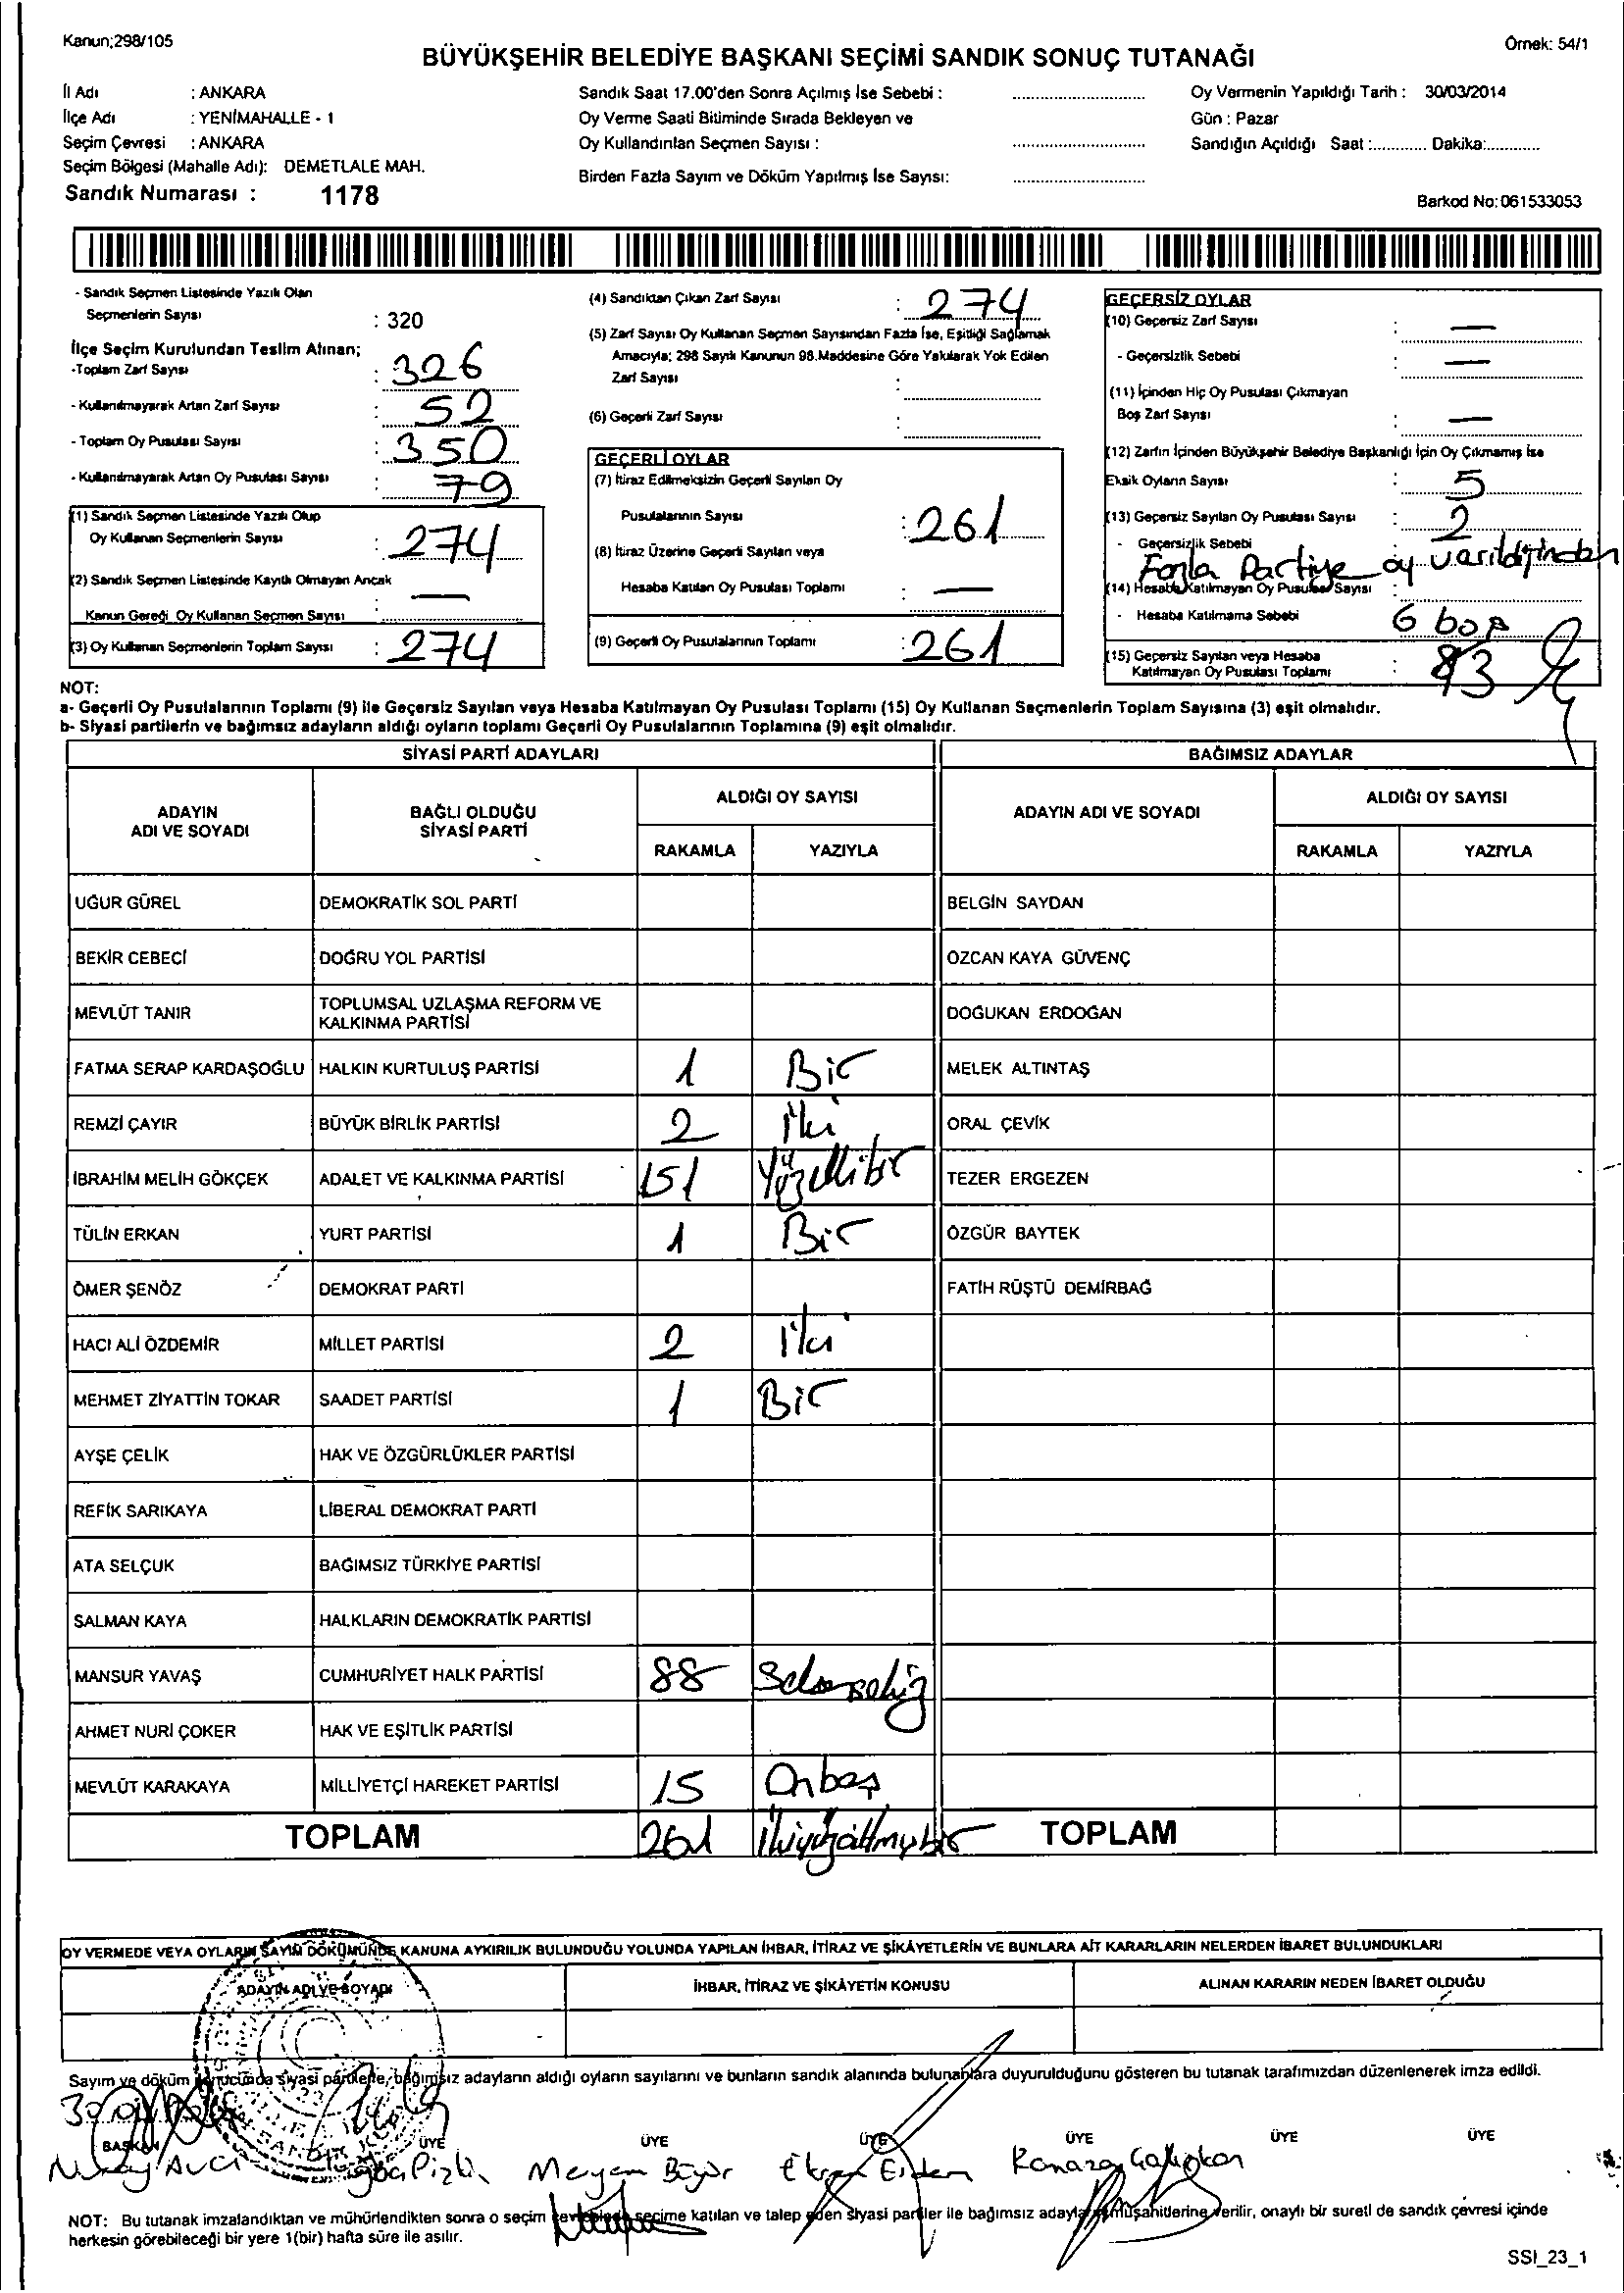 Kanun;298/105
Örnek: 54/1
BÜYÜKŞEHİR BELEDİYE BAŞKANI SEÇİMİ SANDIK SONUÇ TUTANAĞI
İl Adı : ANKARA
İlçe Adı : YENİMAHALLE - 1
Seçim Çevresi : ANKARA
Seçim Bölgesi (Mahalle Adı): DEMETLALE MAH.
Sandık Numarası : 1178
Sandık Saat 17.00'den Sonra Açılmış İse Sebebi :
Oy Verme Saati Bitiminde Sırada Bekleyen ve
Oy Kullandırılan Seçmen Sayısı :
Birden Fazla Sayım ve Döküm Yapılmış İse Sayısı:
Oy Vermenin Yapıldığı Tarih : 30/03/2014
Gün : Pazar
Sandığın Açıldığı Saat :............ Dakika:............
Barkod No:061533053
- Sandık Seçmen Listesinde Yazılı Olan
Seçmenlerin Sayısı : 320
İlçe Seçim Kurulundan Teslim Alınan;
-Toplam Zarf Sayısı : 326
- Kullanılmayarak Artan Zarf Sayısı : 52
- Toplam Oy Pusulası Sayısı : 350
- Kullanılmayarak Artan Oy Pusulası Sayısı : 79
(1) Sandık Seçmen Listesinde Yazılı Olup
Oy Kullanan Seçmenlerin Sayısı : 274
(2) Sandık Seçmen Listesinde Kayıtlı Olmayan Ancak
Kanun Gereği Oy Kullanan Seçmen Sayısı : —
(3) Oy Kullanan Seçmenlerin Toplam Sayısı : 274
(4) Sandıktan Çıkan Zarf Sayısı : 274
(5) Zarf Sayısı Oy Kullanan Seçmen Sayısından Fazla İse, Eşitliği Sağlamak
Amacıyla; 298 Sayılı Kanunun 98.Maddesine Göre Yakılarak Yok Edilen
Zarf Sayısı :
(6) Geçerli Zarf Sayısı :
GEÇERLİ OYLAR
(7) İtiraz Edilmeksizin Geçerli Sayılan Oy
Pusulalarının Sayısı : 261
(8) İtiraz Üzerine Geçerli Sayılan veya
Hesaba Katılan Oy Pusulası Toplamı : —
(9) Geçerli Oy Pusulalarının Toplamı : 261
GEÇERSİZ OYLAR
(10) Geçersiz Zarf Sayısı : —
- Geçersizlik Sebebi : —
(11) İçinden Hiç Oy Pusulası Çıkmayan
Boş Zarf Sayısı : —
(12) Zarfın İçinden Büyükşehir Belediye Başkanlığı İçin Oy Çıkmamış İse
Eksik Oyların Sayısı : 5
(13) Geçersiz Sayılan Oy Pusulası Sayısı : 2
- Geçersizlik Sebebi
Fazla Partiye oy
(14) Hesaba Katılmayan Oy Pusulası Sayısı :
- Hesaba Katılmama Sebebi 6 boş
(15) Geçersiz Sayılan veya Hesaba
Katılmayan Oy Pusulası Toplamı :
NOT:
a- Geçerli Oy Pusulalarının Toplamı (9) ile Geçersiz Sayılan veya Hesaba Katılmayan Oy Pusulası Toplamı (15) Oy Kullanan Seçmenlerin Toplam Sayısına (3) eşit olmalıdır.
b- Siyasi partilerin ve bağımsız adayların aldığı oyların toplamı Geçerli Oy Pusulalarının Toplamına (9) eşit olmalıdır.
SİYASİ PARTİ ADAYLARI BAĞIMSIZ ADAYLAR
ADAYIN ADI VE SOYADI BAĞLI OLDUĞU SİYASİ PARTİ ALDIĞI OY SAYISI ADAYIN ADI VE SOYADI ALDIĞI OY SAYISI
RAKAMLA YAZIYLA RAKAMLA YAZIYLA
UĞUR GÜREL DEMOKRATİK SOL PARTİ BELGİN SAYDAN
BEKİR CEBECİ DOĞRU YOL PARTİSİ ÖZCAN KAYA GÜVENÇ
MEVLÜT TANIR TOPLUMSAL UZLAŞMA REFORM VE KALKINMA PARTİSİ DOĞUKAN ERDOĞAN
FATMA SERAP KARDAŞOĞLU HALKIN KURTULUŞ PARTİSİ 1 Bir MELEK ALTINTAŞ
REMZİ ÇAYIR BÜYÜK BİRLİK PARTİSİ 2 iki ORAL ÇEVİK
İBRAHİM MELİH GÖKÇEK ADALET VE KALKINMA PARTİSİ 151 Yüzellibir TEZER ERGEZEN
TÜLİN ERKAN YURT PARTİSİ 1 Bir ÖZGÜR BAYTEK
ÖMER ŞENÖZ DEMOKRAT PARTİ FATİH RÜŞTÜ DEMİRBAĞ
HACI ALİ ÖZDEMİR MİLLET PARTİSİ 2 iki
MEHMET ZİYATTİN TOKAR SAADET PARTİSİ 1 Bir
AYŞE ÇELİK HAK VE ÖZGÜRLÜKLER PARTİSİ
REFİK SARIKAYA LİBERAL DEMOKRAT PARTİ
ATA SELÇUK BAĞIMSIZ TÜRKİYE PARTİSİ
SALMAN KAYA HALKLARIN DEMOKRATİK PARTİSİ
MANSUR YAVAŞ CUMHURİYET HALK PARTİSİ 88 Seksensekiz
AHMET NURİ ÇOKER HAK VE EŞİTLİK PARTİSİ
MEVLÜT KARAKAYA MİLLİYETÇİ HAREKET PARTİSİ 15 Onbeş
TOPLAM 261 ikiyüzaltmışbir TOPLAM
OY VERMEDE VEYA OYLARIN SAYIM DÖKÜMÜNDE KANUNA AYKIRILIK BULUNDUĞU YOLUNDA YAPILAN İHBAR, İTİRAZ VE ŞİKÂYETLERİN VE BUNLARA AİT KARARLARIN NELERDEN İBARET BULUNDUKLARI
ADAYIN ADI VE SOYADI İHBAR, İTİRAZ VE ŞİKÂYETİN KONUSU ALINAN KARARIN NEDEN İBARET OLDUĞU
Sayım ve döküm sonucunda siyasi partilerle, bağımsız adayların aldığı oyların sayılarını ve bunların sandık alanında bulunanlara duyurulduğunu gösteren bu tutanak tarafımızdan düzenlenerek imza edildi.
BAŞKAN ÜYE ÜYE ÜYE ÜYE ÜYE ÜYE
Nuray Avcı Meryem Ekrem Erdem Çalışkan
NOT: Bu tutanak imzalandıktan ve mühürlendikten sonra o seçim çevresinde seçime katılan ve talep eden siyasi partiler ile bağımsız adayların müşahitlerine verilir, onaylı bir sureti de sandık çevresi içinde
herkesin görebileceği bir yere 1(bir) hafta süre ile asılır.
SSI_23_1